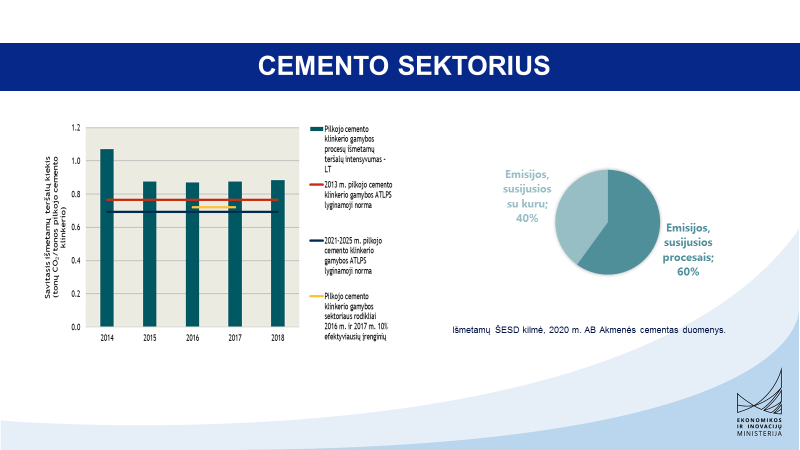 CEMENTO SEKTORIUS
Savitasis išmetamų teršalų kiekis
(tonų CO₂/tonos pilkojo cemento
klinkerio)
1.2
1.0
0.8
0.6
0.4
0.2
0.0
2014
2015
2016
2017
2018
Pilkojo cemento
klinkerio gamybos
procesų išmetamų
teršalų intensyvumas -
LT
2013 m. pilkojo cemento
klinkerio gamybos ATLPS
lyginamoji norma
2021-2025 m. pilkojo
cemento klinkerio
gamybos ATLPS
lyginamoji norma
Pilkojo cemento
klinkerio gamybos
sektoriaus rodikliai
2016 m. ir 2017 m. 10%
efektyviausių įrenginių
Emisijos,
susijusios
su kuru;
40%
Emisijos,
susijusios
procesais;
60%
Išmetamų ŠESD kilmė, 2020 m. AB Akmenės cementas duomenys.
EKONOMIKOS
IR INOVACIJŲ
MINISTERIJA